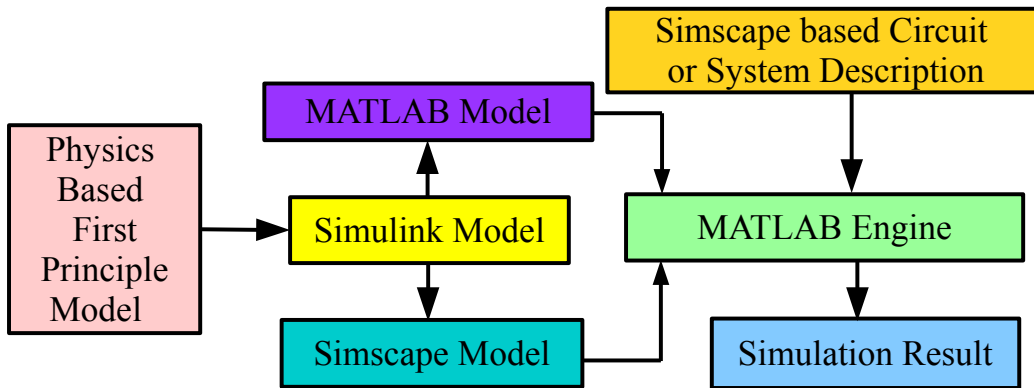 Physics
Based
First
Principle
Model
MATLAB Model
Simulink Model
Simscape Model
Simscape based Circuit
or System Description
MATLAB Engine
Simulation Result